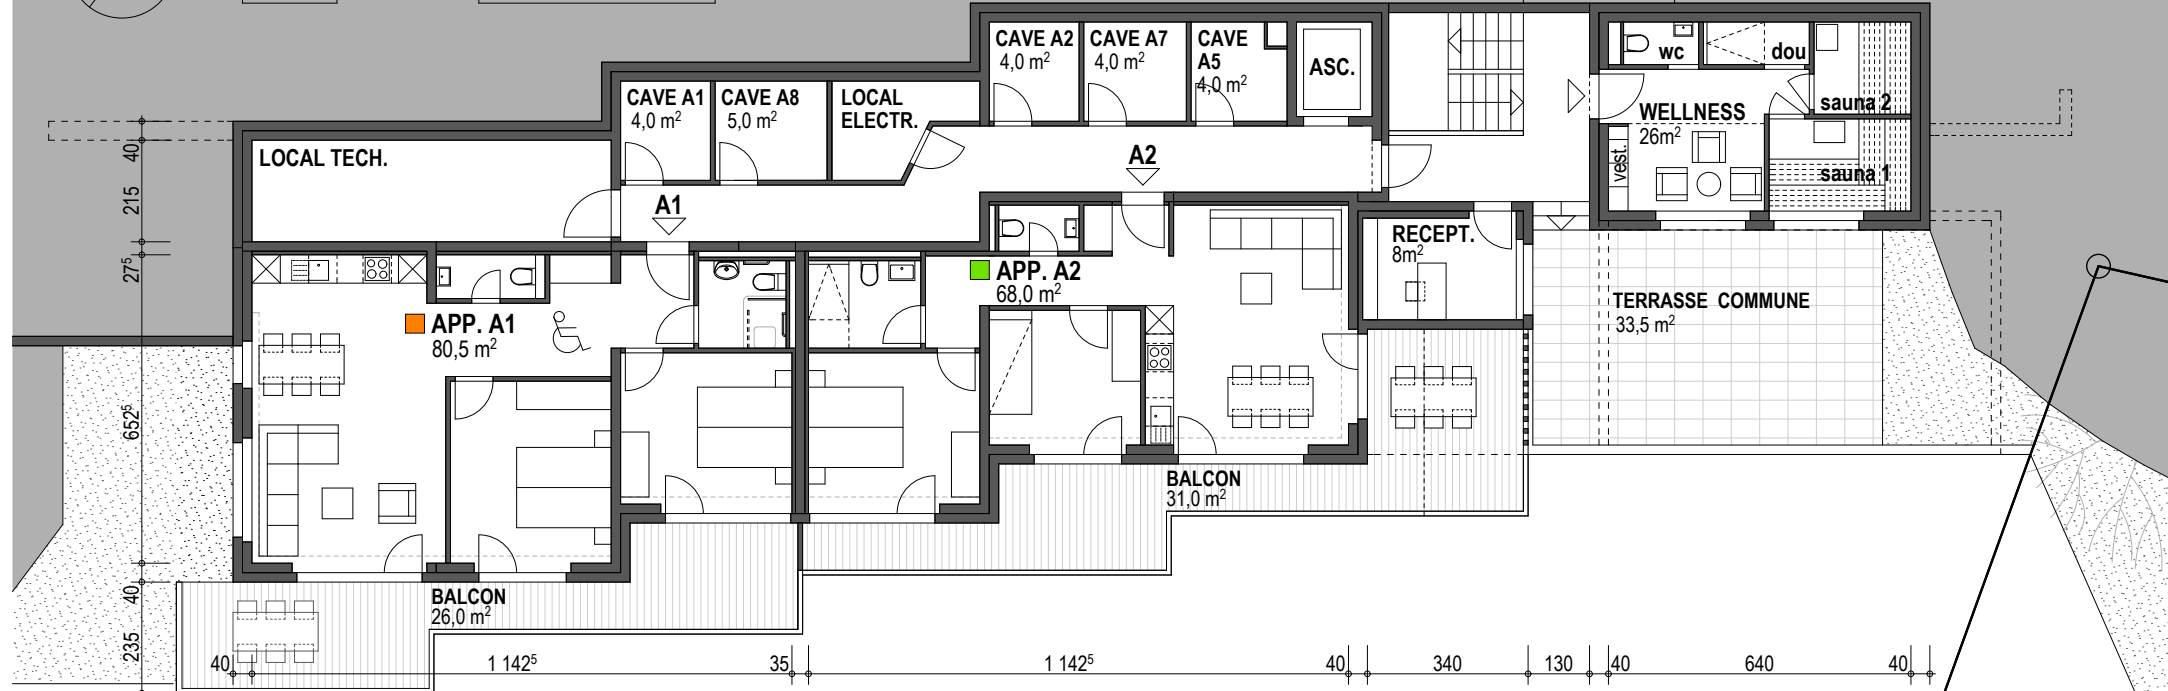 CAVE A2
4,0 m²
CAVE A7
4,0 m²
CAVE
A5
4,0 m²
ASC.
wc
dou
CAVE A1
4,0 m²
CAVE A8
5,0 m²
LOCAL
ELECTR.
sauna 2
WELLNESS
26m²
vest.
sauna 1
LOCAL TECH.
A2
A1
RECEPT.
8m²
APP. A2
68,0 m²
TERRASSE COMMUNE
33,5 m²
APP. A1
80,5 m²
BALCON
31,0 m²
BALCON
26,0 m²
40
215
27⁵
652⁵
40
235
40
1 142⁵
35
1 142⁵
40
340
130
40
640
40